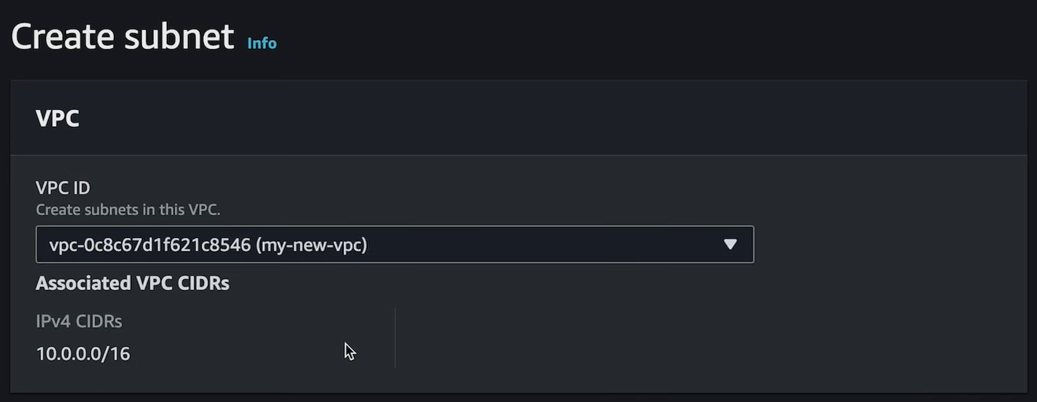 Create subnet Info
VPC
VPC ID
Create subnets in this VPC.
vpc-0c8c67d1f621c8546 (my-new-vpc)
Associated VPC CIDRs
IPv4 CIDRs
10.0.0.0/16